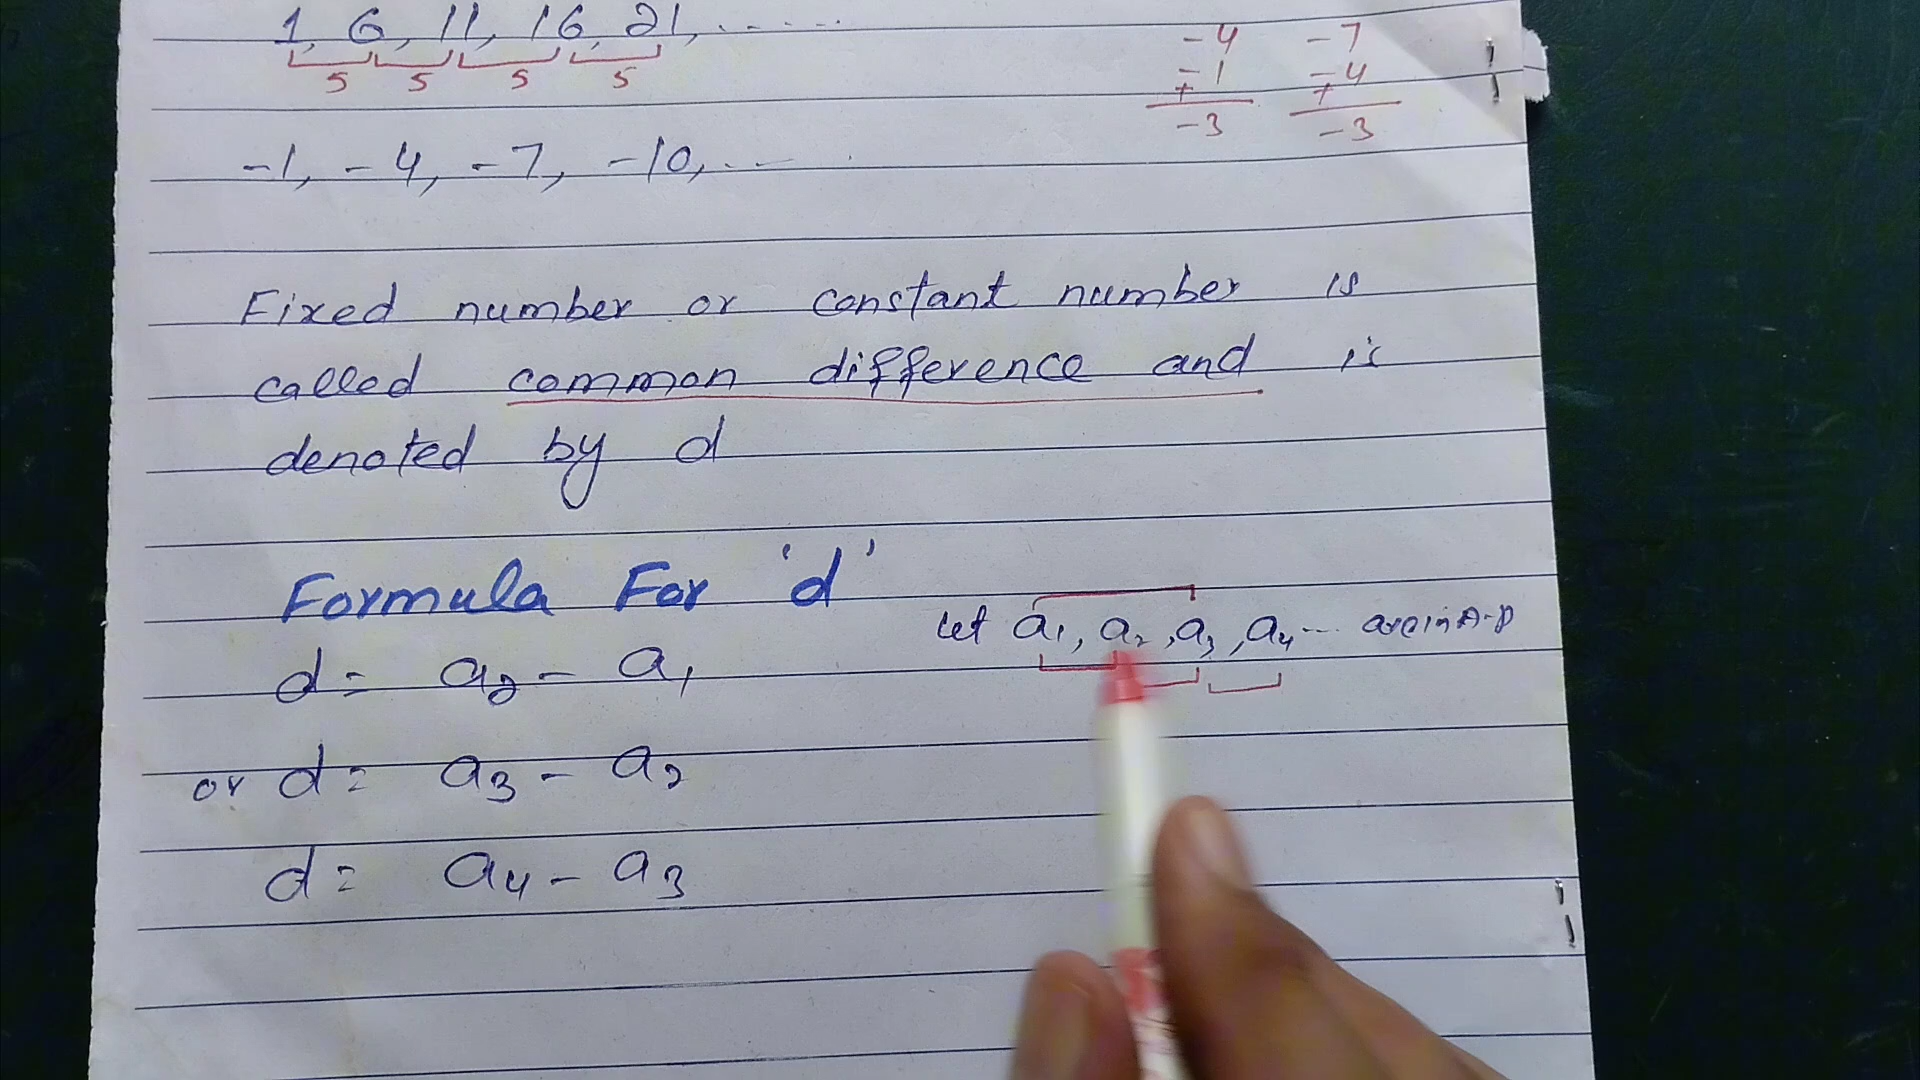 1, 6, 11, 16, 21, ......
5 5 5 5
-4 -7
-1 -4
+ +
-3 -3
-1, -4, -7, -10, ...
Fixed number or constant number is
called common difference and is
denoted by d
Formula For 'd'
Let a1, a2, a3, a4 ... are in A.P
d = a2 - a1
or d = a3 - a2
d = a4 - a3